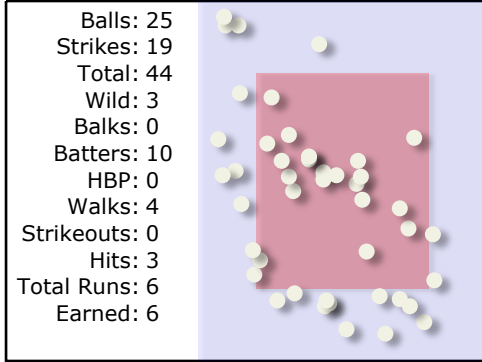 Balls: 25
Strikes: 19
Total: 44
Wild: 3
Balks: 0
Batters: 10
HBP: 0
Walks: 4
Strikeouts: 0
Hits: 3
Total Runs: 6
Earned: 6